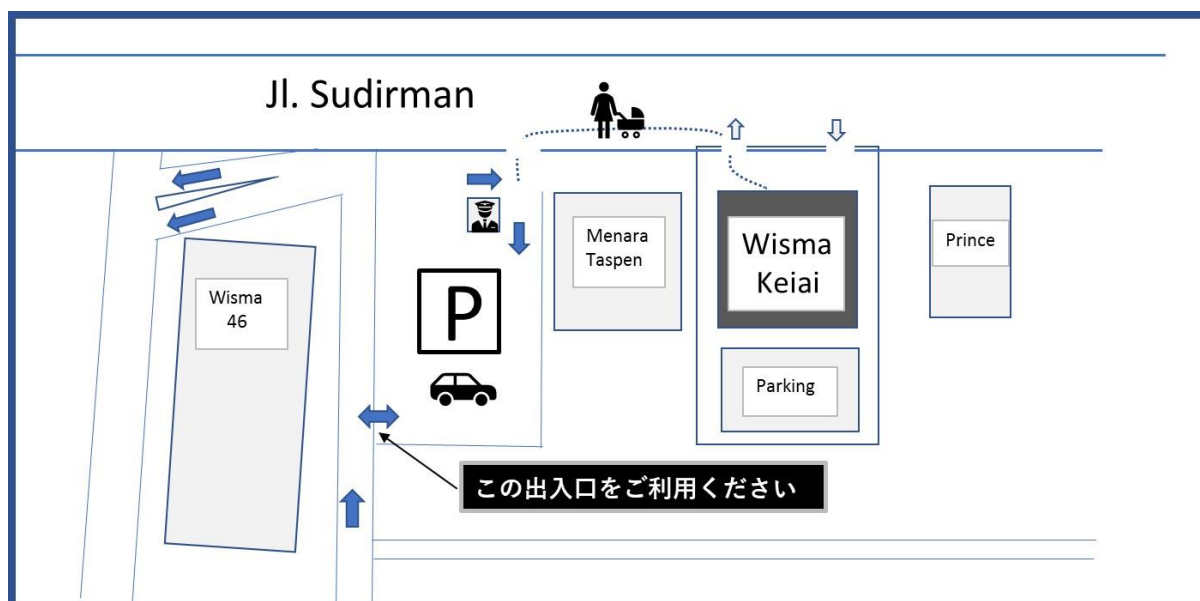 Jl. Sudirman
Menara
Taspen
Wisma
Keiai
Prince
Wisma
46
P
Parking
この出入口をご利用ください